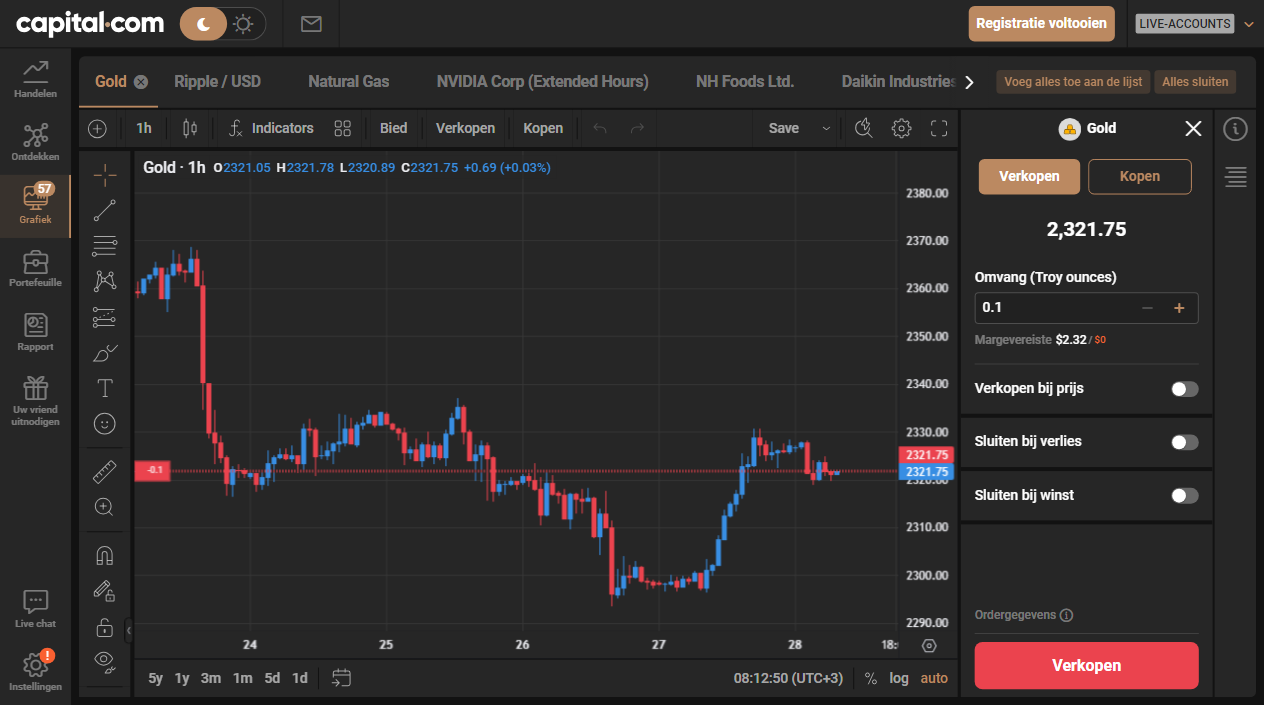 capital.com
Registratie voltooien
LIVE-ACCOUNTS
Handelen
Ontdekken
57
Grafiek
Portefeuille
Rapport
Uw vriend
uitnodigen
Live chat
!
Instellingen
Gold
Ripple / USD
Natural Gas
NVIDIA Corp (Extended Hours)
NH Foods Ltd.
Daikin Industries
Voeg alles toe aan de lijst
Alles sluiten
1h
Indicators
Bied
Verkopen
Kopen
Save
Gold · 1h O2321.05 H2321.78 L2320.89 C2321.75 +0.69 (+0.03%)
2380.00
2370.00
2360.00
2350.00
2340.00
2330.00
2321.75
2321.75
2320.00
2310.00
2300.00
2290.00
-0.1
24 25 26 27 28 18:
5y 1y 3m 1m 5d 1d
08:12:50 (UTC+3)
% log auto
Gold
Verkopen
Kopen
2,321.75
Omvang (Troy ounces)
0.1
Margevereiste $2.32 / $0
Verkopen bij prijs
Sluiten bij verlies
Sluiten bij winst
Ordergegevens
Verkopen